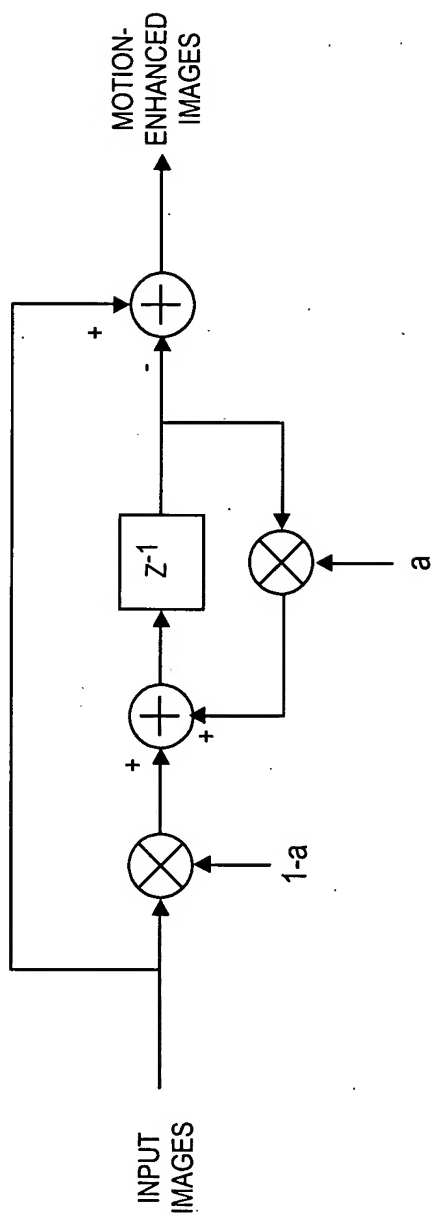 INPUT
IMAGES
1-a
+
+
Z-1
a
-
+
MOTION-
ENHANCED
IMAGES